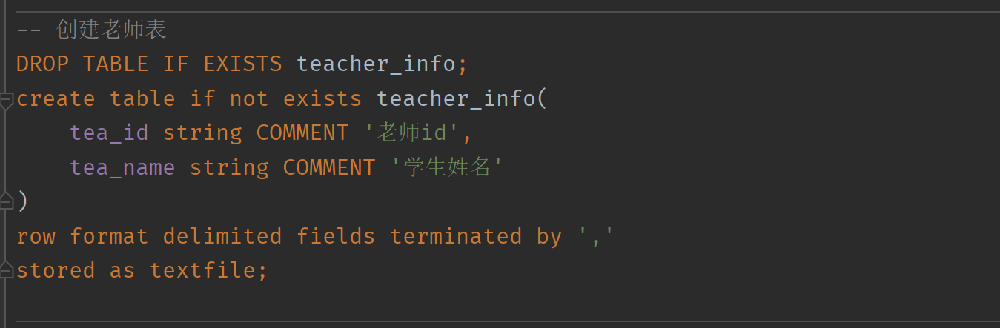 -- 创建老师表
DROP TABLE IF EXISTS teacher_info;
create table if not exists teacher_info(
    tea_id string COMMENT '老师id',
    tea_name string COMMENT '学生姓名'
)
row format delimited fields terminated by ','
stored as textfile;